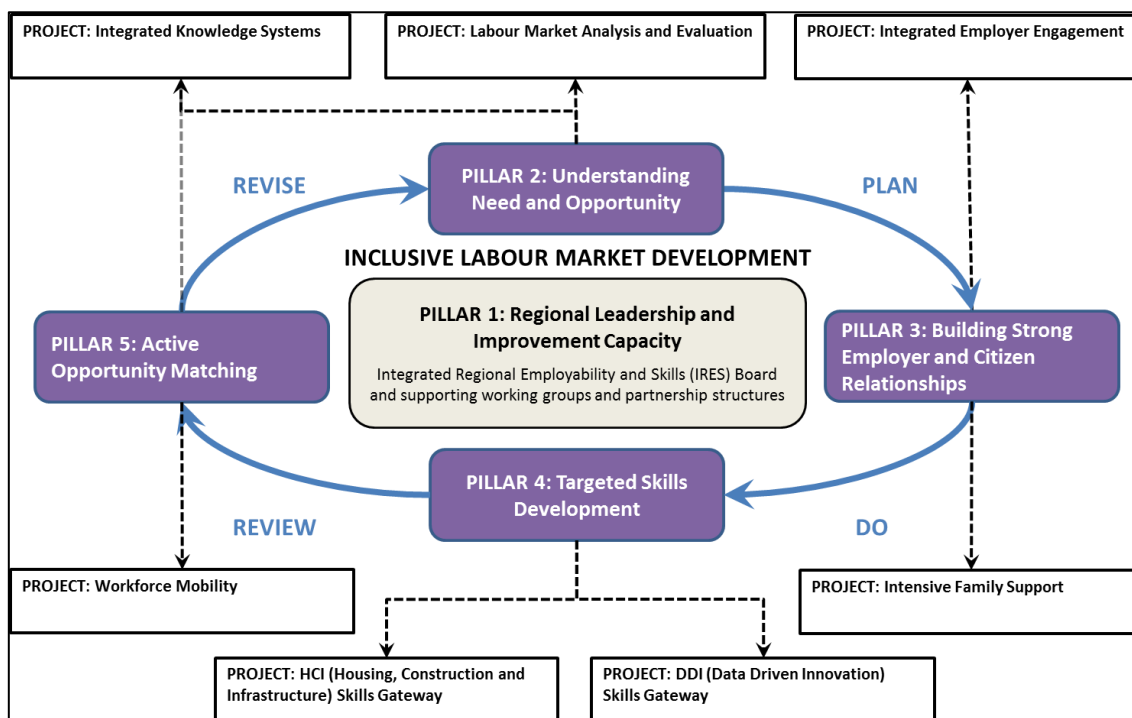 PROJECT: Integrated Knowledge Systems
PROJECT: Labour Market Analysis and Evaluation
PROJECT: Integrated Employer Engagement
REVISE
PILLAR 2: Understanding
Need and Opportunity
PLAN
INCLUSIVE LABOUR MARKET DEVELOPMENT
PILLAR 1: Regional Leadership and
Improvement Capacity
Integrated Regional Employability and Skills (IRES) Board
and supporting working groups and partnership structures
PILLAR 5: Active
Opportunity Matching
PILLAR 3: Building Strong
Employer and Citizen
Relationships
PILLAR 4: Targeted Skills
Development
REVIEW
DO
PROJECT: Workforce Mobility
PROJECT: Intensive Family Support
PROJECT: HCI (Housing, Construction and
Infrastructure) Skills Gateway
PROJECT: DDI (Data Driven Innovation)
Skills Gateway